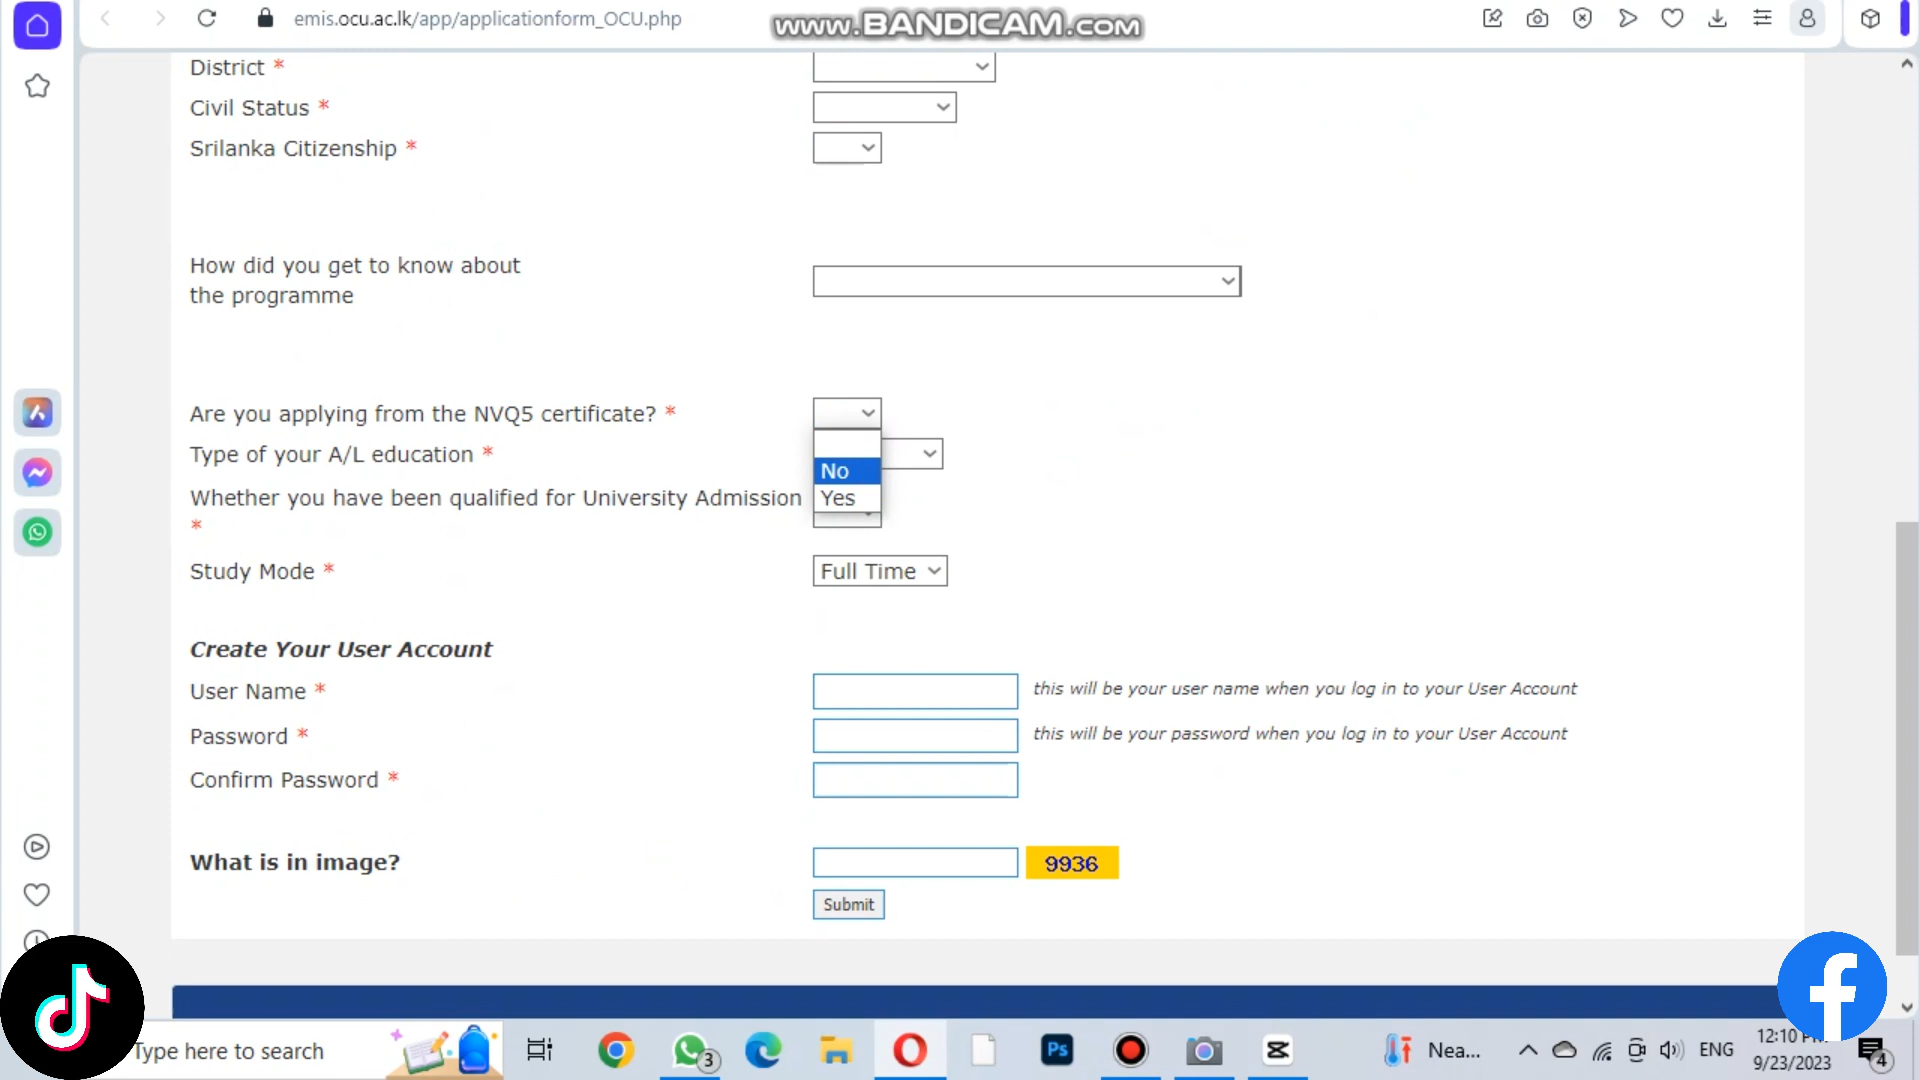 emis.ocu.ac.lk/app/applicationform_OCU.php
www.BANDICAM.com
District *
Civil Status *
Srilanka Citizenship *
How did you get to know about
the programme
Are you applying from the NVQ5 certificate? *
Type of your A/L education *
No
Whether you have been qualified for University Admission
*
Yes
Study Mode *
Full Time
Create Your User Account
User Name *
this will be your user name when you log in to your User Account
Password *
this will be your password when you log in to your User Account
Confirm Password *
What is in image?
9936
Submit
Type here to search
3
Ps
Nea...
ENG
12:10
9/23/2023
4